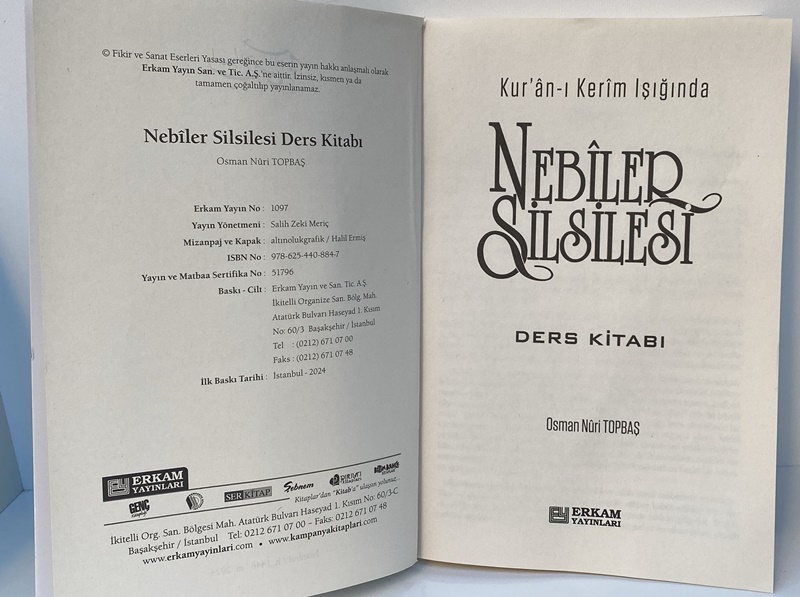 © Fikir ve Sanat Eserleri Yasası gereğince bu eserin yayın hakkı anlaşmalı olarak
Erkam Yayın San. ve Tic. A.Ş.'ne aittir. İzinsiz, kısmen ya da
tamamen çoğaltılıp yayınlanamaz.
Nebîler Silsilesi Ders Kitabı
Osman Nûri TOPBAŞ
Erkam Yayın No : 1097
Yayın Yönetmeni : Salih Zeki Meriç
Mizanpaj ve Kapak : altınolukgrafik / Halil Ermiş
ISBN No : 978-625-440-884-7
Yayın ve Matbaa Sertifika No : 51796
Baskı - Cilt : Erkam Yayın ve San. Tic. A.Ş.
İkitelli Organize San. Bölg. Mah.
Atatürk Bulvarı Haseyad 1. Kısım
No: 60/3 Başakşehir / İstanbul
Tel : (0212) 671 07 00
Faks : (0212) 671 07 48
İlk Baskı Tarihi : İstanbul - 2024
ERKAM
YAYINLARI
GENÇ
SERKİTAP
Şebnem
Kitaplar'dan "Kitab'a" ulaşan yolunuz...
İkitelli Org. San. Bölgesi Mah. Atatürk Bulvarı Haseyad 1. Kısım No: 60/3-C
Başakşehir / İstanbul Tel: 0212 671 07 00 – Faks: 0212 671 07 48
www.erkamyayinlari.com • www.kampanyakitaplari.com
Kur'ân-ı Kerîm Işığında
NEBÎLER
SİLSİLESİ
DERS KİTABI
Osman Nûri TOPBAŞ
ERKAM
YAYINLARI